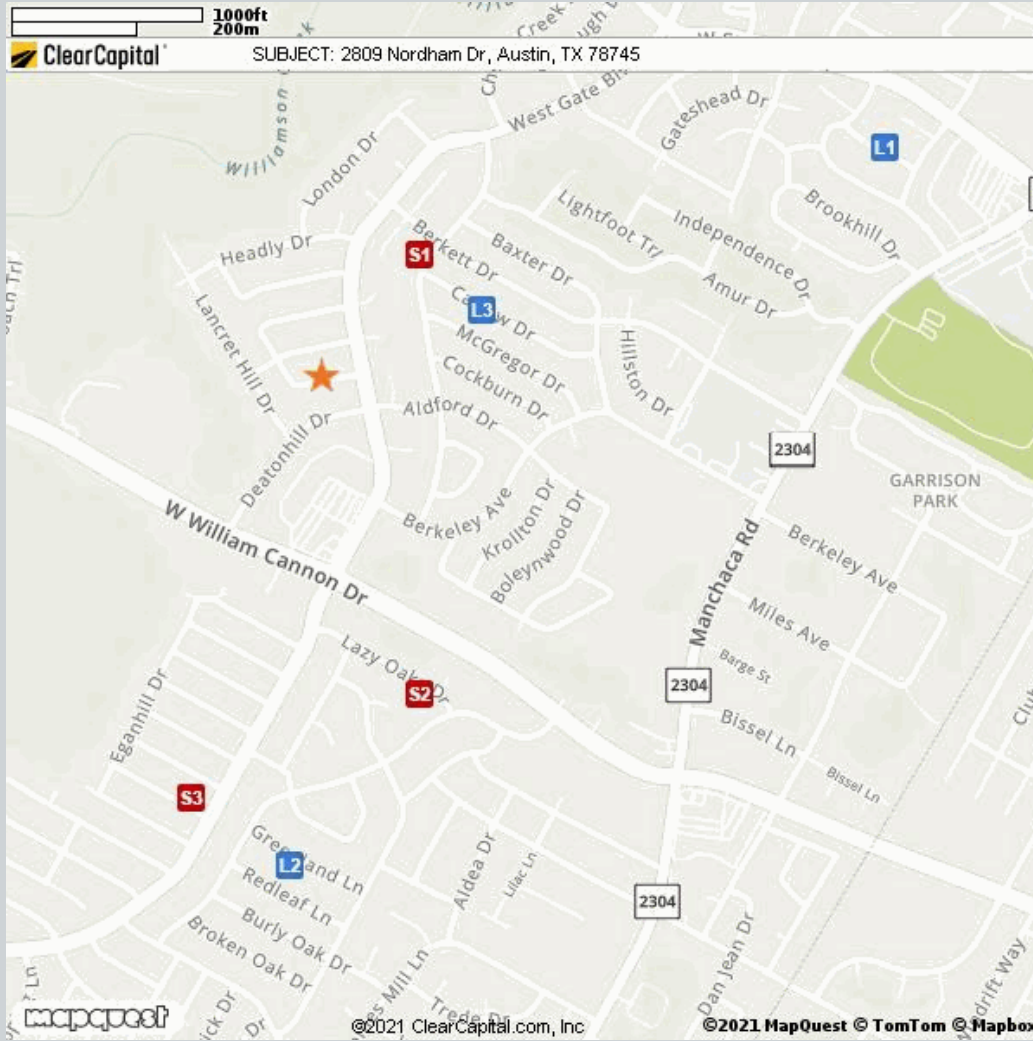 1000ft
200m
ClearCapital
SUBJECT: 2809 Nordham Dr, Austin, TX 78745
Creek
West Gate Bl
Gateshead Dr
Williamson
London Dr
L1
Lightfoot Trl
Independence Dr
Brookhill Dr
Headly Dr
S1
Berkett Dr
Baxter Dr
Amur Dr
L3
McGregor Dr
Lancret Hill Dr
Cockburn Dr
Hillston Dr
Aldford Dr
Deatonhill Dr
2304
GARRISON
PARK
Berkeley Ave
Krollton Dr
Boleynwood Dr
W William Cannon Dr
Manchaca Rd
Berkeley Ave
Miles Ave
Barge St
2304
Lazy Oak Dr
S2
Bissel Ln
Bissel Ln
Eganhill Dr
S3
L2
Redleaf Ln
Burly Oak Dr
Broken Oak Dr
Aldea Dr
Lilac Ln
2304
Dan Jean Dr
Trede Dr
mapquest
©2021 ClearCapital.com, Inc
©2021 MapQuest © TomTom © Mapbox